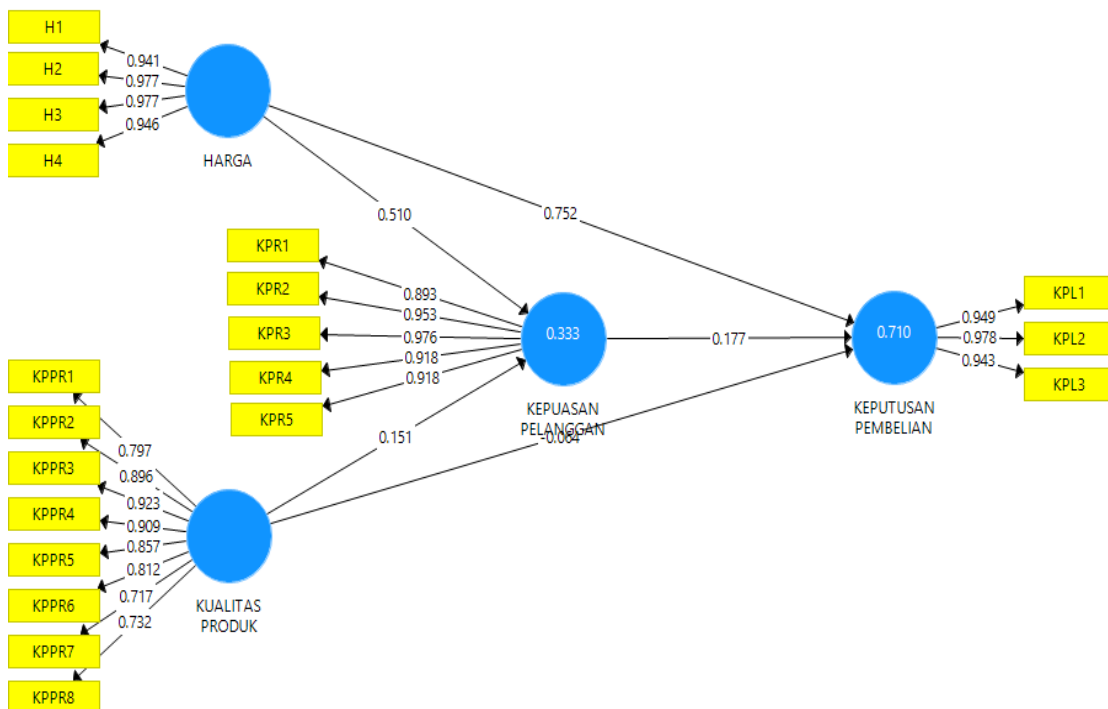 H1
H2
H3
H4
0.941
0.977
0.977
0.946
HARGA
0.510
0.752
KPR1
KPR2
KPR3
KPR4
KPR5
0.893
0.953
0.976
0.918
0.918
0.333
KEPUASAN
PELANGGAN
0.177
0.710
KEPUTUSAN
PEMBELIAN
0.949
0.978
0.943
KPL1
KPL2
KPL3
0.151
-0.064
KPPR1
KPPR2
KPPR3
KPPR4
KPPR5
KPPR6
KPPR7
KPPR8
0.797
0.896
0.923
0.909
0.857
0.812
0.717
0.732
KUALITAS
PRODUK